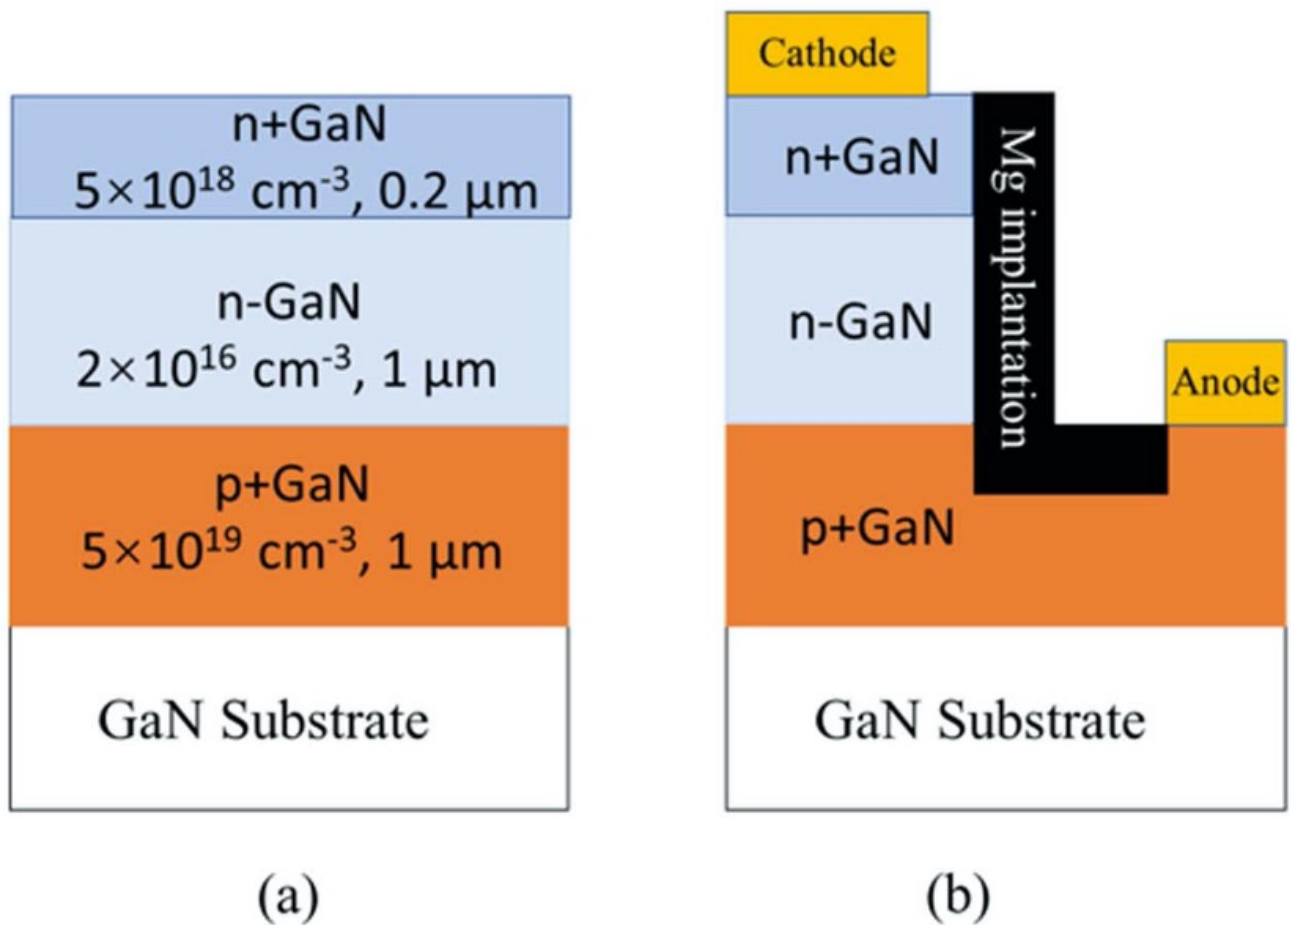 n+GaN
5×10¹⁸ cm⁻³, 0.2 μm
n-GaN
2×10¹⁶ cm⁻³, 1 μm
p+GaN
5×10¹⁹ cm⁻³, 1 μm
GaN Substrate
(a)
Cathode
n+GaN
Mg implantation
n-GaN
Anode
p+GaN
GaN Substrate
(b)